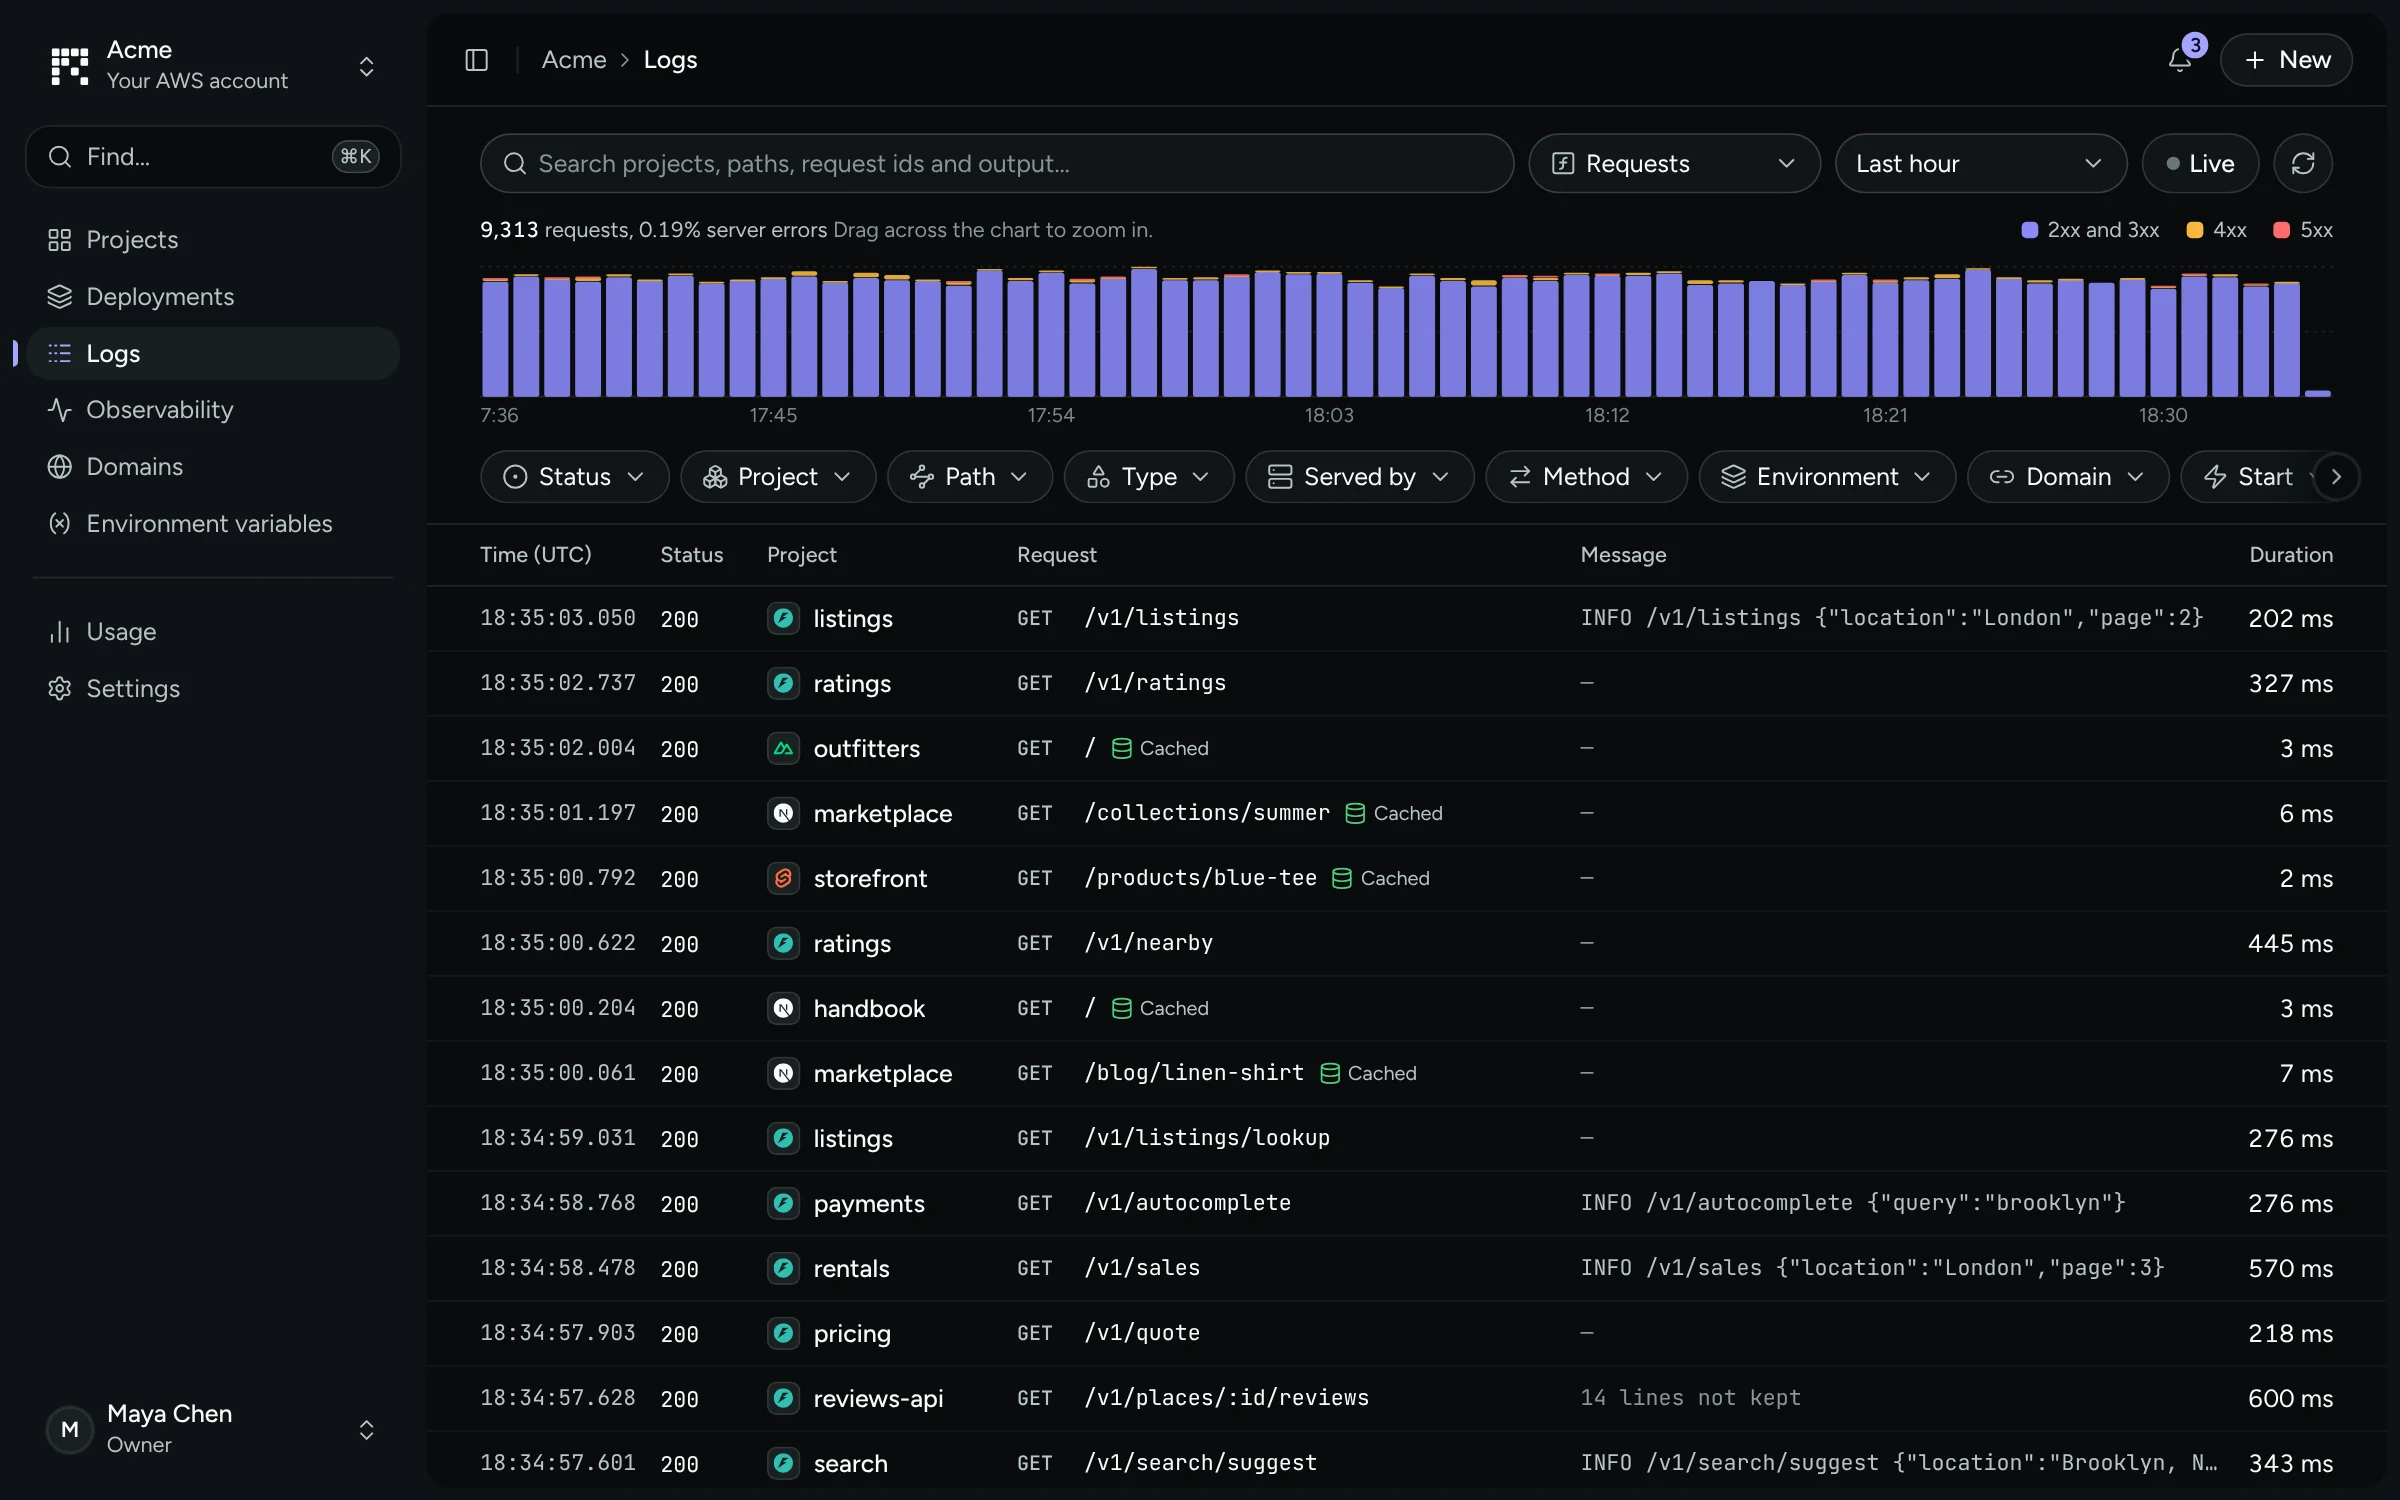 Acme
Your AWS account
Find...
⌘K
Projects
Deployments
Logs
Observability
Domains
Environment variables
Usage
Settings
M
Maya Chen
Owner
Acme > Logs
3
+ New
Search projects, paths, request ids and output...
Requests
Last hour
Live
9,313 requests, 0.19% server errors Drag across the chart to zoom in.
2xx and 3xx 4xx 5xx
7:36 17:45 17:54 18:03 18:12 18:21 18:30
Status Project Path Type Served by Method Environment Domain Start
Time (UTC) Status Project Request Message Duration
18:35:03.050 200 listings GET /v1/listings INFO /v1/listings {"location":"London","page":2} 202 ms
18:35:02.737 200 ratings GET /v1/ratings — 327 ms
18:35:02.004 200 outfitters GET / Cached — 3 ms
18:35:01.197 200 marketplace GET /collections/summer Cached — 6 ms
18:35:00.792 200 storefront GET /products/blue-tee Cached — 2 ms
18:35:00.622 200 ratings GET /v1/nearby — 445 ms
18:35:00.204 200 handbook GET / Cached — 3 ms
18:35:00.061 200 marketplace GET /blog/linen-shirt Cached — 7 ms
18:34:59.031 200 listings GET /v1/listings/lookup — 276 ms
18:34:58.768 200 payments GET /v1/autocomplete INFO /v1/autocomplete {"query":"brooklyn"} 276 ms
18:34:58.478 200 rentals GET /v1/sales INFO /v1/sales {"location":"London","page":3} 570 ms
18:34:57.903 200 pricing GET /v1/quote — 218 ms
18:34:57.628 200 reviews-api GET /v1/places/:id/reviews 14 lines not kept 600 ms
18:34:57.601 200 search GET /v1/search/suggest INFO /v1/search/suggest {"location":"Brooklyn, N… 343 ms